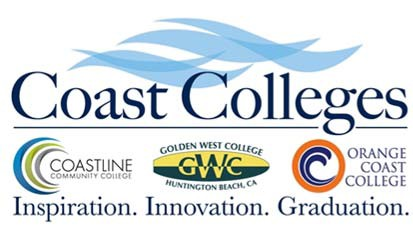 Coast Colleges
COASTLINE
COMMUNITY COLLEGE
GOLDEN WEST COLLEGE
GWC
HUNTINGTON BEACH, CA
ORANGE
COAST
COLLEGE
Inspiration. Innovation. Graduation.